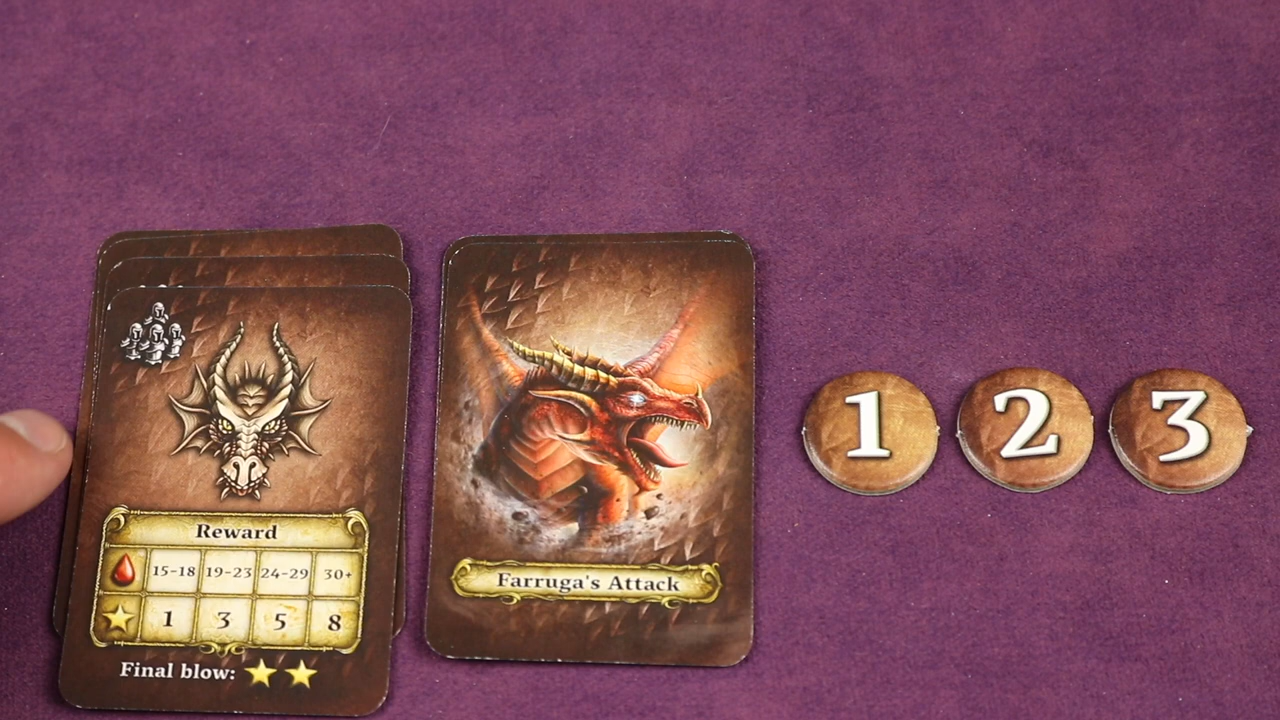 Reward
15-18 19-23 24-29 30+
1 3 5 8
Final blow:
Farruga's Attack
1 2 3